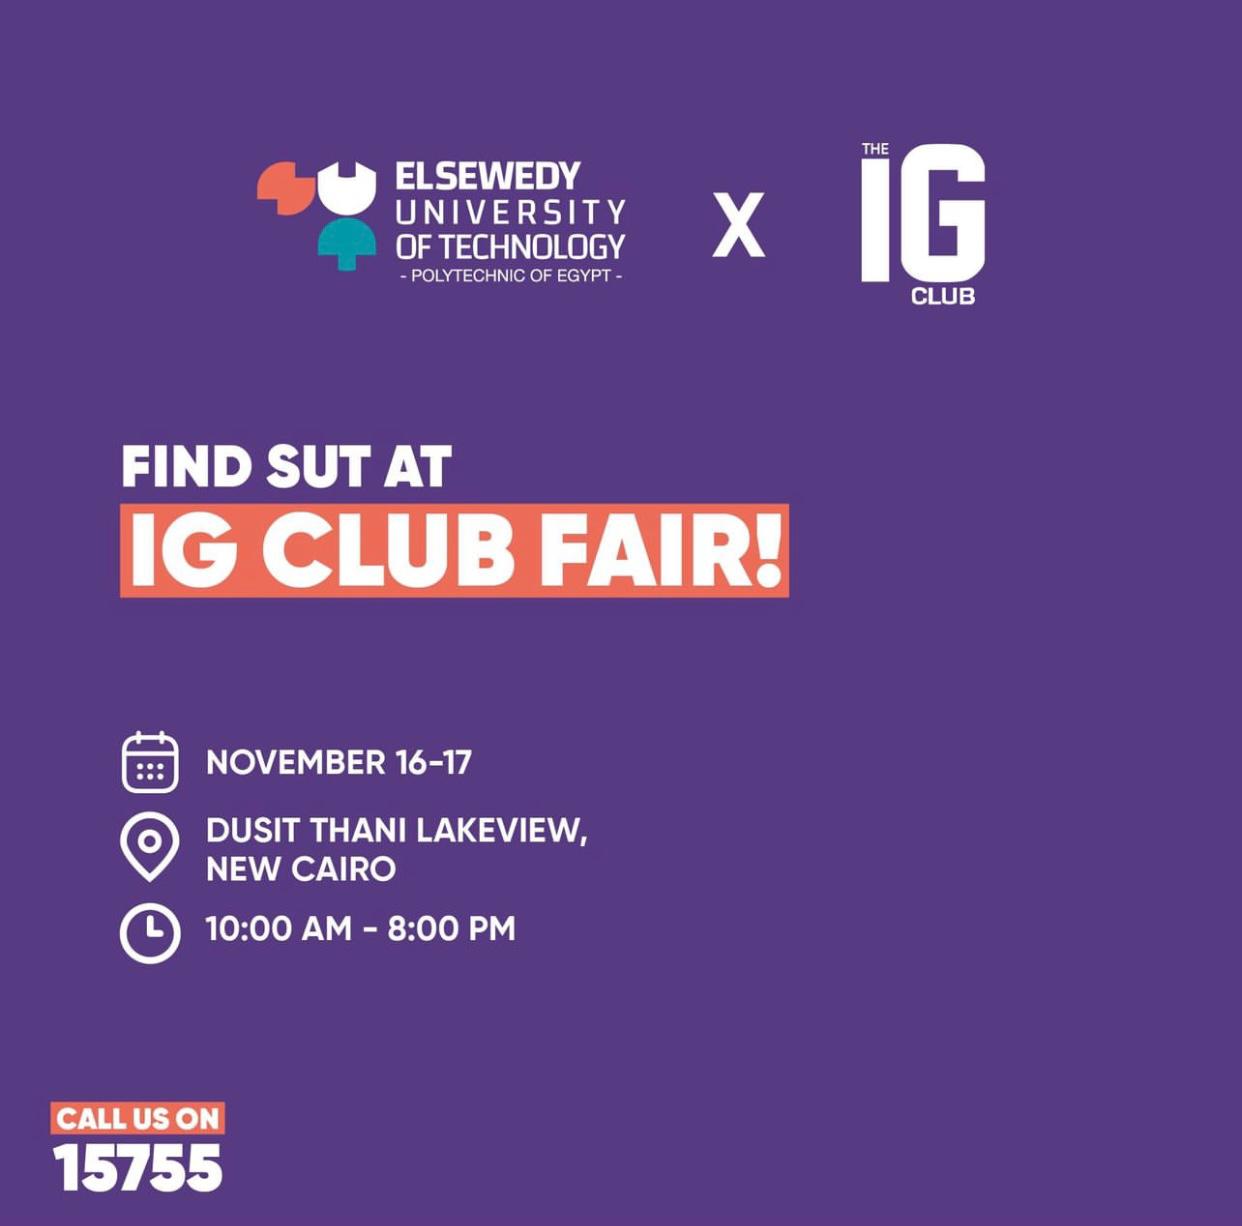 ELSEWEDY
UNIVERSITY
OF TECHNOLOGY
- POLYTECHNIC OF EGYPT -
X
THE
IG
CLUB
FIND SUT AT
IG CLUB FAIR!
NOVEMBER 16-17
DUSIT THANI LAKEVIEW,
NEW CAIRO
10:00 AM - 8:00 PM
CALL US ON
15755